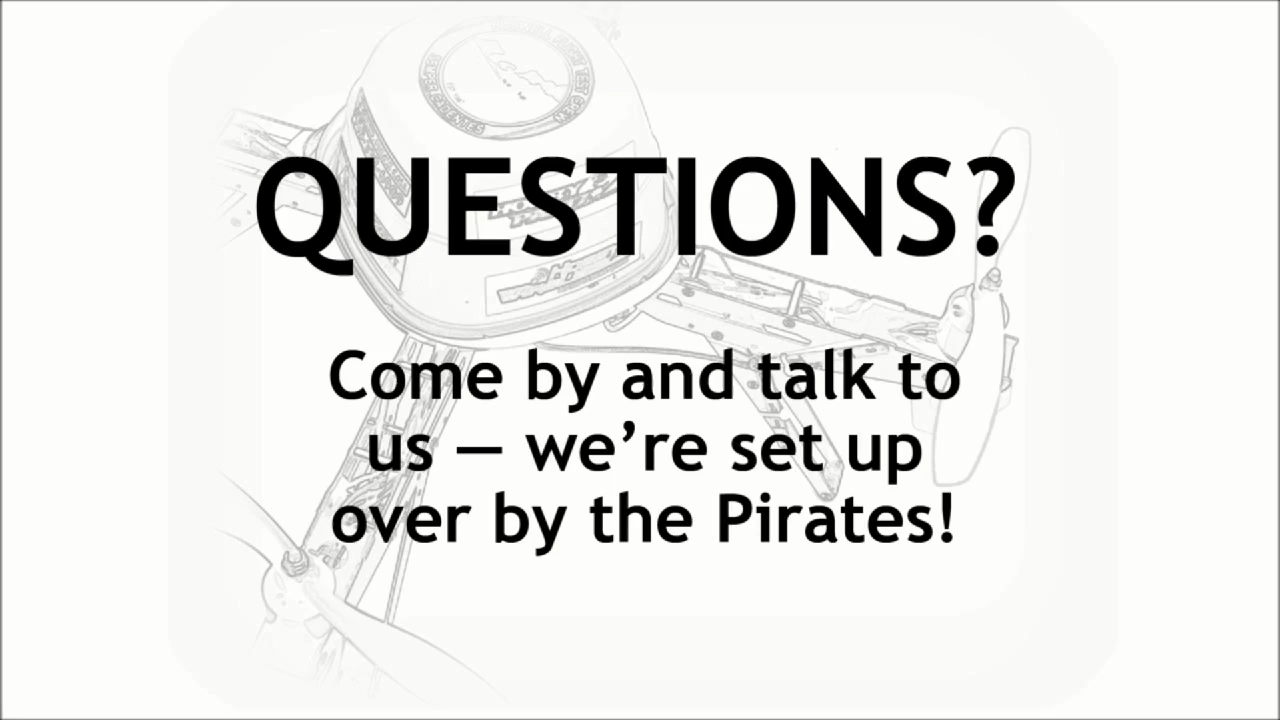 QUESTIONS?
Come by and talk to
us — we’re set up
over by the Pirates!